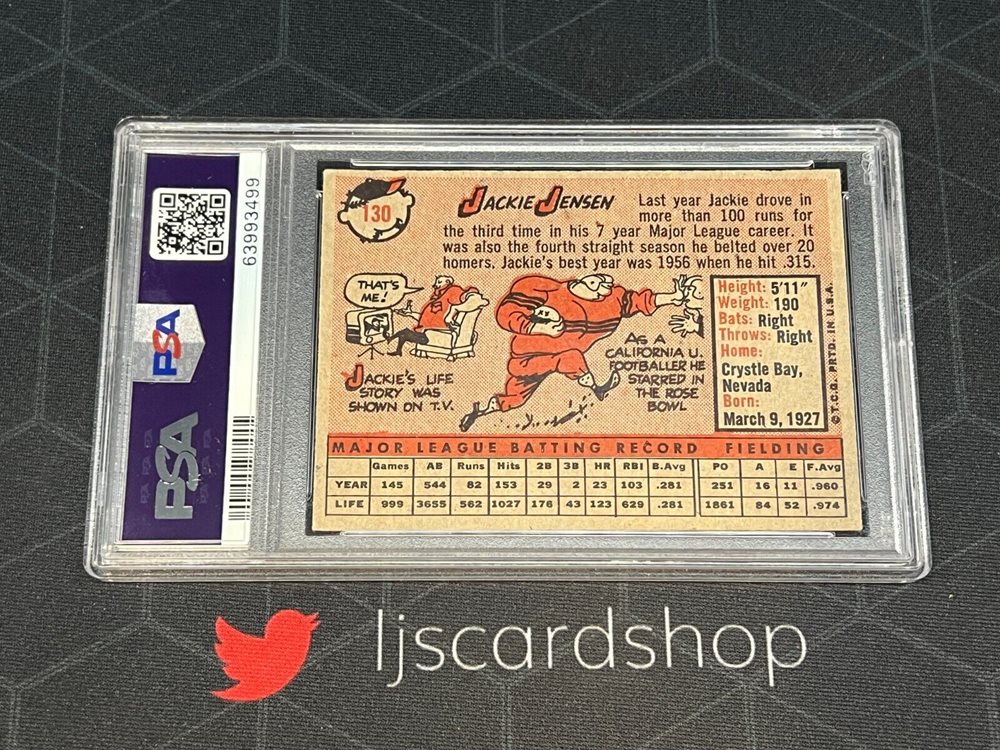 63993499
PSA
PSA
130
JACKIE JENSEN
Last year Jackie drove in
more than 100 runs for
the third time in his 7 year Major League career. It
was also the fourth straight season he belted over 20
homers. Jackie's best year was 1956 when he hit .315.
THAT'S
ME!
JACKIE'S LIFE
STORY WAS
SHOWN ON T.V.
AS A
CALIFORNIA U.
FOOTBALLER HE
STARRED IN
THE ROSE
BOWL
Height: 5'11"
Weight: 190
Bats: Right
Throws: Right
Home:
Crystle Bay,
Nevada
Born:
March 9, 1927
© T.C.G. PRTD. IN U.S.A.
MAJOR LEAGUE BATTING RECORD FIELDING
Games AB Runs Hits 2B 3B HR RBI B.Avg PO A E F.Avg
YEAR 145 544 82 153 29 2 23 103 .281 251 16 11 .960
LIFE 999 3655 562 1027 176 43 123 629 .281 1861 84 52 .974
ljscardshop